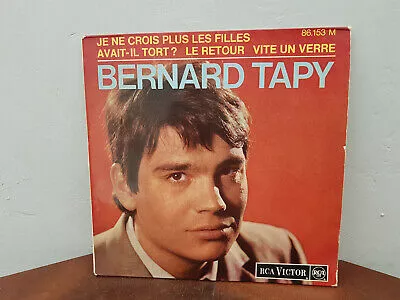 86.153 M
JE NE CROIS PLUS LES FILLES
AVAIT-IL TORT? LE RETOUR VITE UN VERRE
BERNARD TAPY
RCA VICTOR RCA